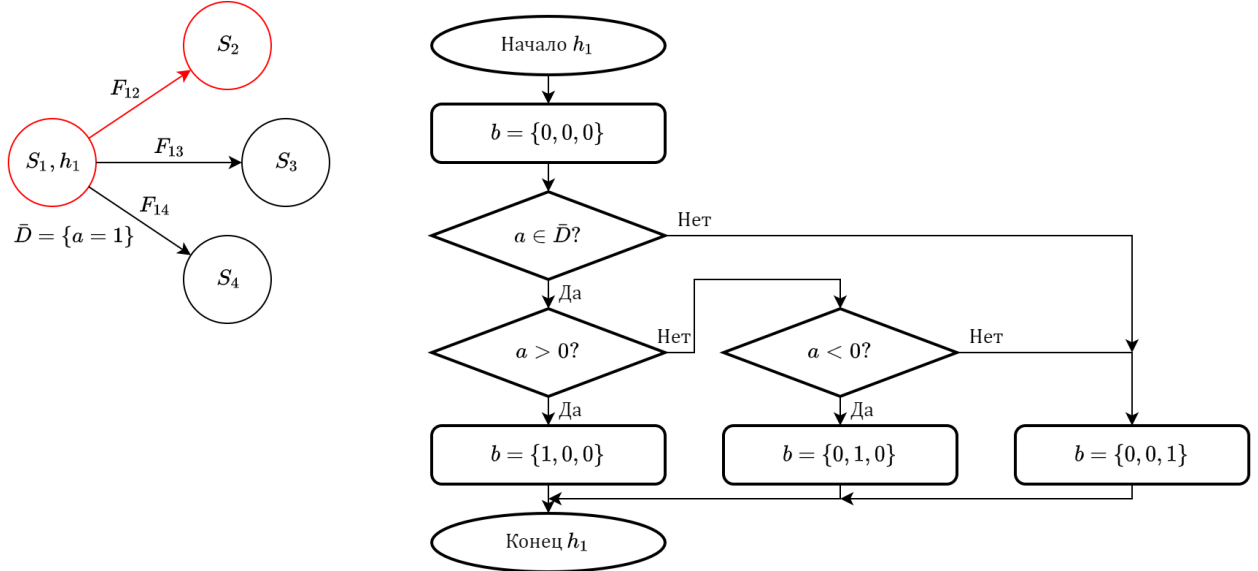 S₂
F₁₂
S₁, h₁
F₁₃
S₃
F₁₄
D̄ = {a = 1}
S₄
Начало h₁
b = {0, 0, 0}
a ∈ D̄?
Нет
Да
a > 0?
Нет
a < 0?
Нет
Да
Да
b = {1, 0, 0}
b = {0, 1, 0}
b = {0, 0, 1}
Конец h₁